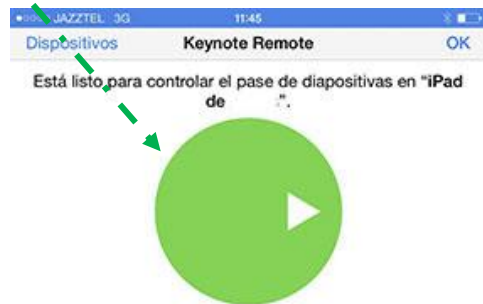 JAZZTEL 3G 11:45
Dispositivos Keynote Remote OK
Está listo para controlar el pase de diapositivas en "iPad
de ".